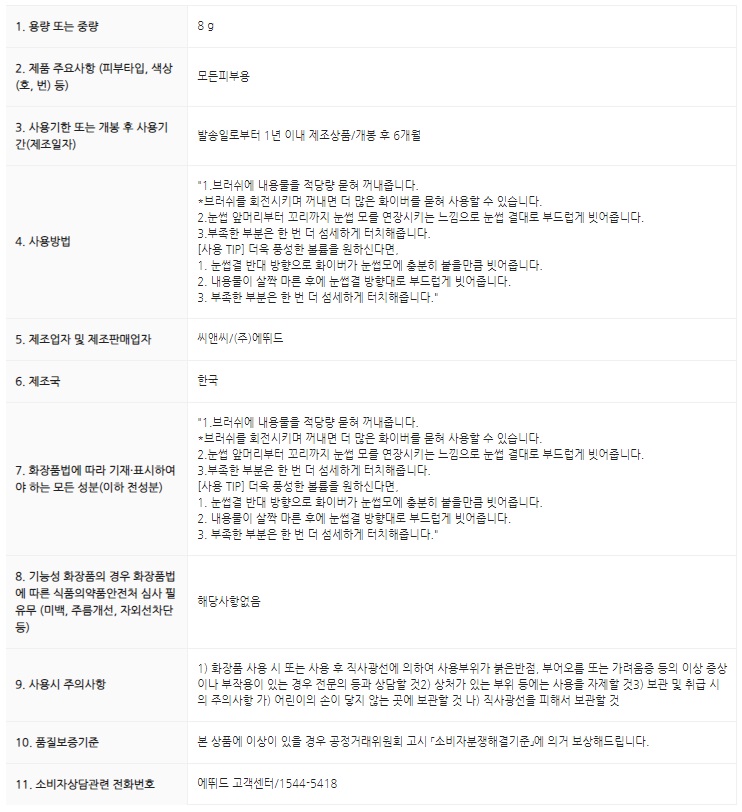 1. 용량 또는 중량
8 g
2. 제품 주요사항 (피부타입, 색상
(호, 번) 등)
모든피부용
3. 사용기한 또는 개봉 후 사용기
간(제조일자)
발송일로부터 1년 이내 제조상품/개봉 후 6개월
4. 사용방법
"1.브러쉬에 내용물을 적당량 묻혀 꺼내줍니다.
*브러쉬를 회전시키며 꺼내면 더 많은 화이버를 묻혀 사용할 수 있습니다.
2.눈썹 앞머리부터 꼬리까지 눈썹 모를 연장시키는 느낌으로 눈썹 결대로 부드럽게 빗어줍니다.
3.부족한 부분은 한 번 더 섬세하게 터치해줍니다.
[사용 TIP] 더욱 풍성한 볼륨을 원하신다면,
1. 눈썹결 반대 방향으로 화이버가 눈썹모에 충분히 붙을만큼 빗어줍니다.
2. 내용물이 살짝 마른 후에 눈썹결 방향대로 부드럽게 빗어줍니다.
3. 부족한 부분은 한 번 더 섬세하게 터치해줍니다."
5. 제조업자 및 제조판매업자
씨앤씨/(주)에뛰드
6. 제조국
한국
7. 화장품법에 따라 기재·표시하여
야 하는 모든 성분(이하 전성분)
"1.브러쉬에 내용물을 적당량 묻혀 꺼내줍니다.
*브러쉬를 회전시키며 꺼내면 더 많은 화이버를 묻혀 사용할 수 있습니다.
2.눈썹 앞머리부터 꼬리까지 눈썹 모를 연장시키는 느낌으로 눈썹 결대로 부드럽게 빗어줍니다.
3.부족한 부분은 한 번 더 섬세하게 터치해줍니다.
[사용 TIP] 더욱 풍성한 볼륨을 원하신다면,
1. 눈썹결 반대 방향으로 화이버가 눈썹모에 충분히 붙을만큼 빗어줍니다.
2. 내용물이 살짝 마른 후에 눈썹결 방향대로 부드럽게 빗어줍니다.
3. 부족한 부분은 한 번 더 섬세하게 터치해줍니다."
8. 기능성 화장품의 경우 화장품법
에 따른 식품의약품안전처 심사 필
유무 (미백, 주름개선, 자외선차단
등)
해당사항없음
9. 사용시 주의사항
1) 화장품 사용 시 또는 사용 후 직사광선에 의하여 사용부위가 붉은반점, 부어오름 또는 가려움증 등의 이상 증상
이나 부작용이 있는 경우 전문의 등과 상담할 것2) 상처가 있는 부위 등에는 사용을 자제할 것3) 보관 및 취급 시
의 주의사항 가) 어린이의 손이 닿지 않는 곳에 보관할 것 나) 직사광선을 피해서 보관할 것
10. 품질보증기준
본 상품에 이상이 있을 경우 공정거래위원회 고시 「소비자분쟁해결기준」에 의거 보상해드립니다.
11. 소비자상담관련 전화번호
에뛰드 고객센터/1544-5418